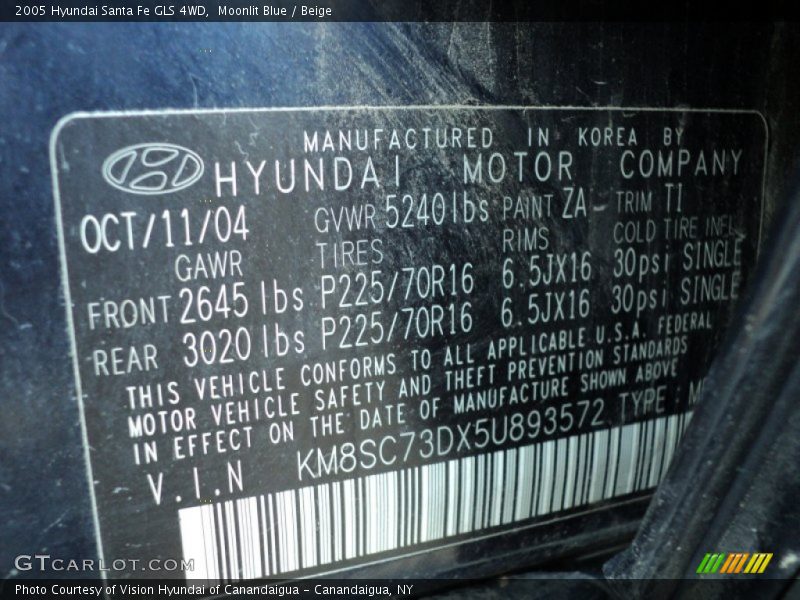 2005 Hyundai Santa Fe GLS 4WD, Moonlit Blue / Beige
MANUFACTURED IN KOREA BY
HYUNDAI MOTOR COMPANY
OCT/11/04 GVWR 5240lbs PAINT ZA- TRIM TI
GAWR TIRES RIMS COLD TIRE INFL
FRONT 2645lbs P225/70R16 6.5JX16 30psi SINGLE
REAR 3020lbs P225/70R16 6.5JX16 30psi SINGLE
THIS VEHICLE CONFORMS TO ALL APPLICABLE U.S.A. FEDERAL
MOTOR VEHICLE SAFETY AND THEFT PREVENTION STANDARDS
IN EFFECT ON THE DATE OF MANUFACTURE SHOWN ABOVE
V.I.N KM8SC73DX5U893572 TYPE:
GTCARLOT.COM
Photo Courtesy of Vision Hyundai of Canandaigua - Canandaigua, NY